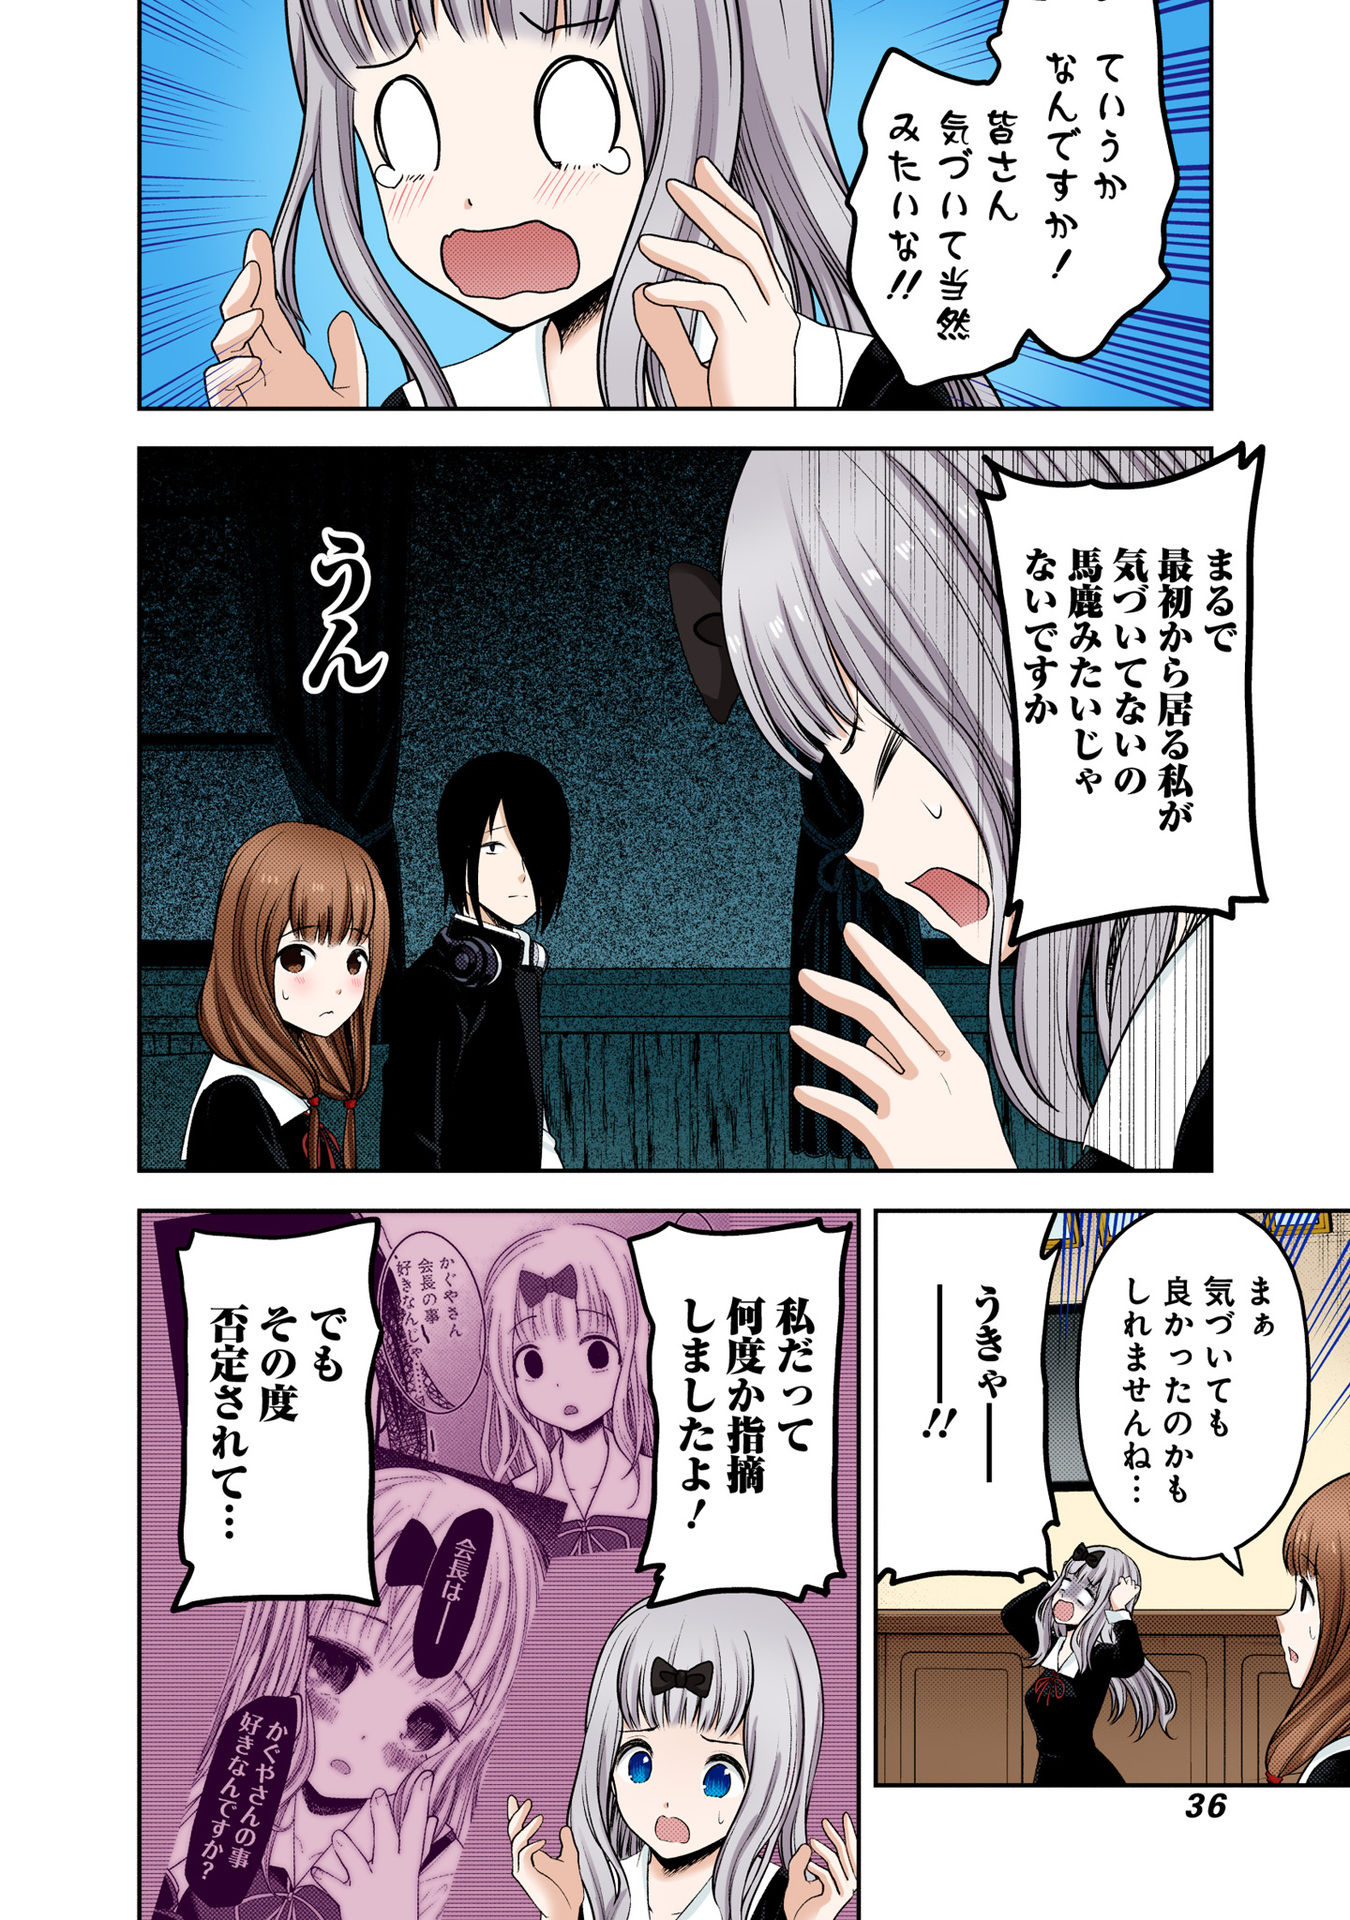 ていうか
なんですか!
皆さん
気づいて当然
みたいな!!
まるで
最初から居る私が
気づいてないの
馬鹿みたいじゃ
ないですか
うん
まぁ
気づいても
良かったのかも
しれませんね…
うきゃ——
——!!
私だって
何度か指摘
しましたよ!
かぐやさん
会長の事
好きなんじゃ…
でも
その度
否定されて…
会長は—
かぐやさんの事
好きなんですか?
36